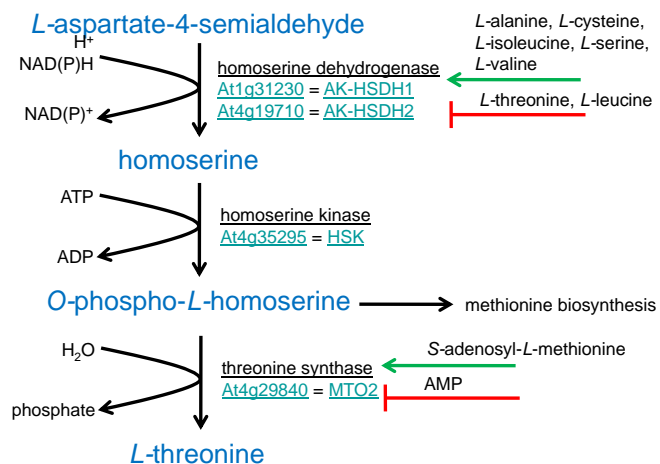 L-aspartate-4-semialdehyde
H+
NAD(P)H
NAD(P)+
homoserine dehydrogenase
At1g31230 = AK-HSDH1
At4g19710 = AK-HSDH2
L-alanine, L-cysteine,
L-isoleucine, L-serine,
L-valine
L-threonine, L-leucine
homoserine
ATP
ADP
homoserine kinase
At4g35295 = HSK
O-phospho-L-homoserine
methionine biosynthesis
H2O
phosphate
threonine synthase
At4g29840 = MTO2
S-adenosyl-L-methionine
AMP
L-threonine